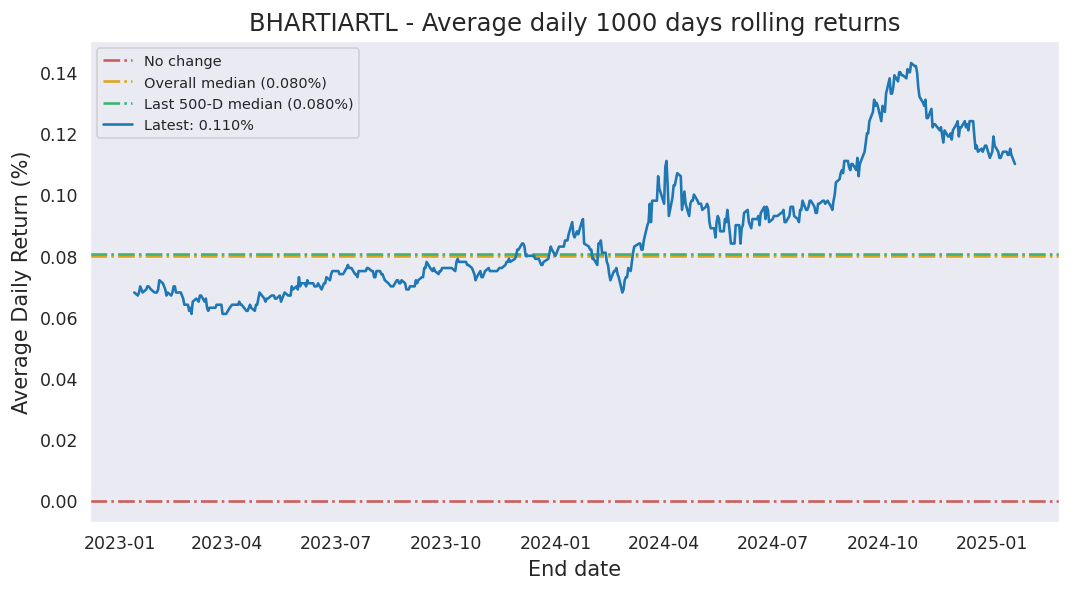 BHARTIARTL - Average daily 1000 days rolling returns
No change
Overall median (0.080%)
Last 500-D median (0.080%)
Latest: 0.110%
Average Daily Return (%)
0.14
0.12
0.10
0.08
0.06
0.04
0.02
0.00
2023-01 2023-04 2023-07 2023-10 2024-01 2024-04 2024-07 2024-10 2025-01
End date